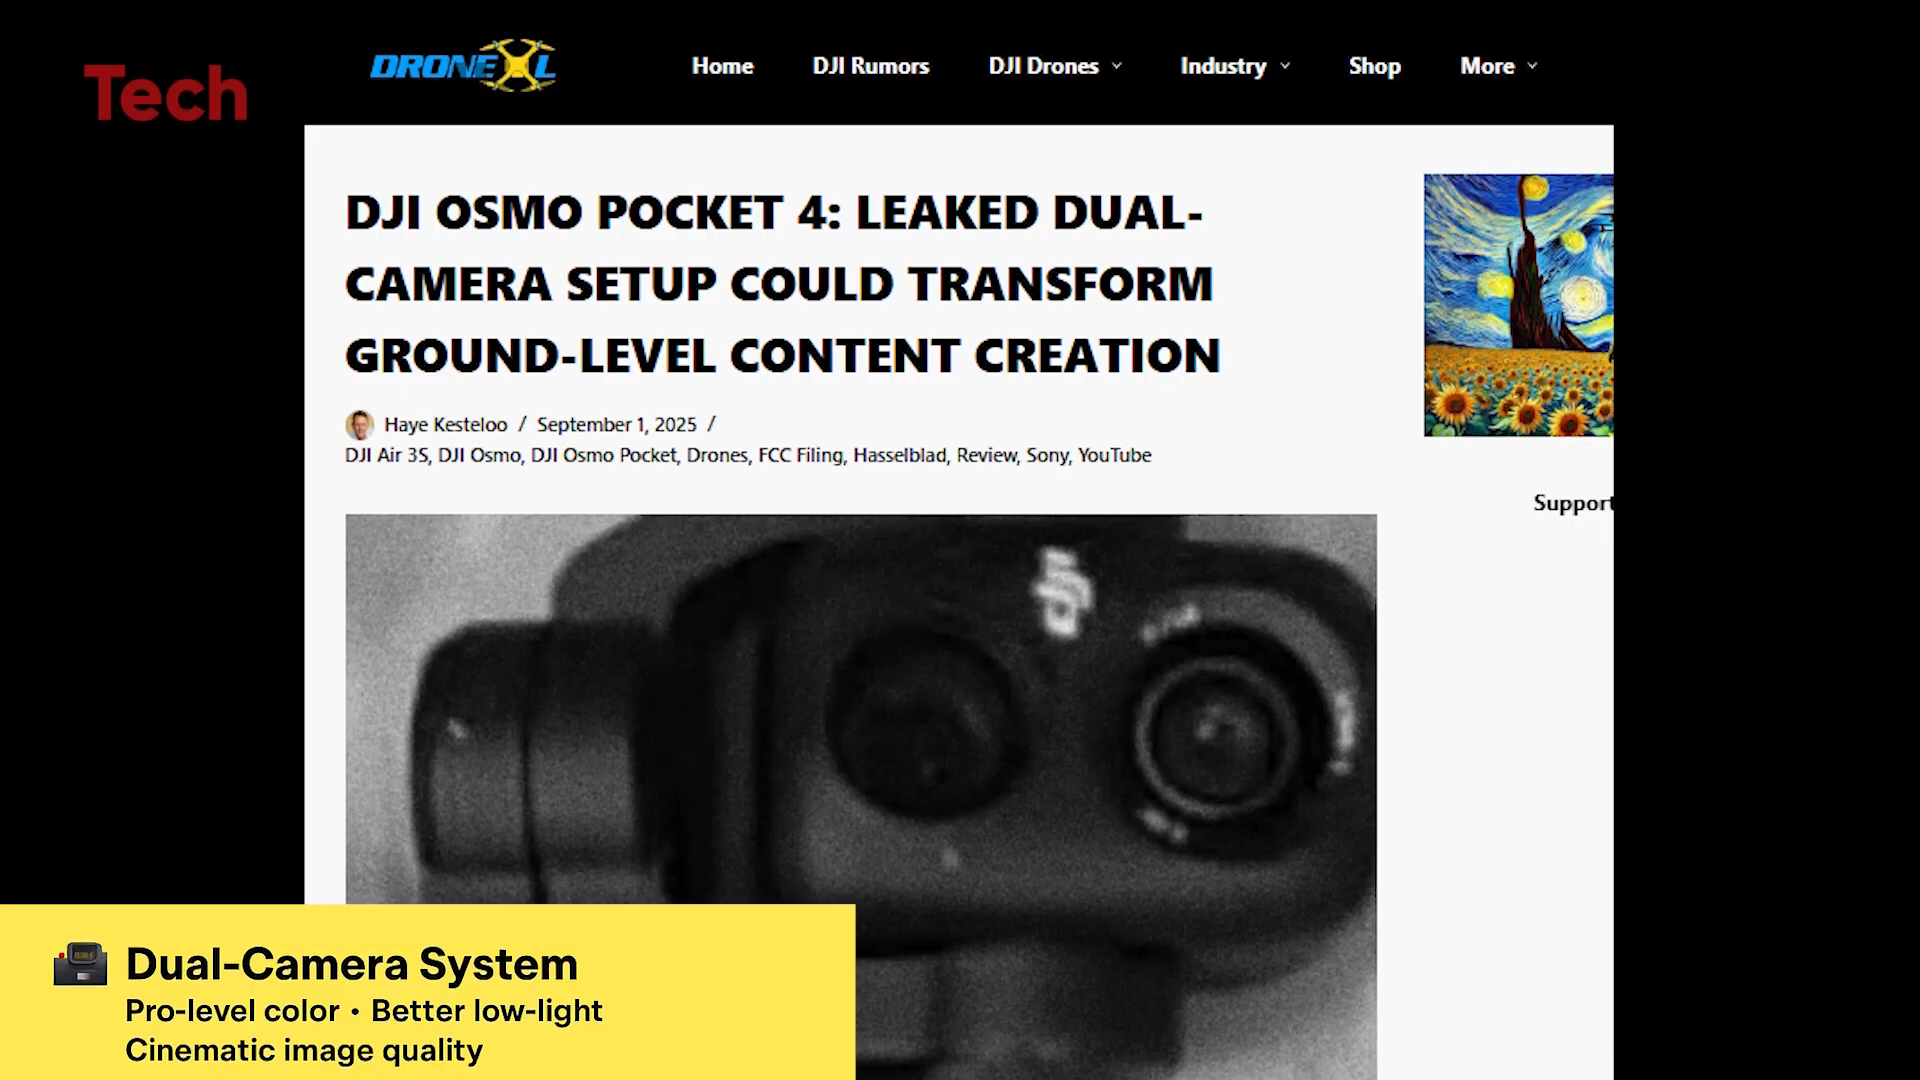 Tech
DRONEXL
Home
DJI Rumors
DJI Drones
Industry
Shop
More
DJI OSMO POCKET 4: LEAKED DUAL-
CAMERA SETUP COULD TRANSFORM
GROUND-LEVEL CONTENT CREATION
Haye Kesteloo / September 1, 2025 /
DJI Air 3S, DJI Osmo, DJI Osmo Pocket, Drones, FCC Filing, Hasselblad, Review, Sony, YouTube
Support
Dual-Camera System
Pro-level color • Better low-light
Cinematic image quality